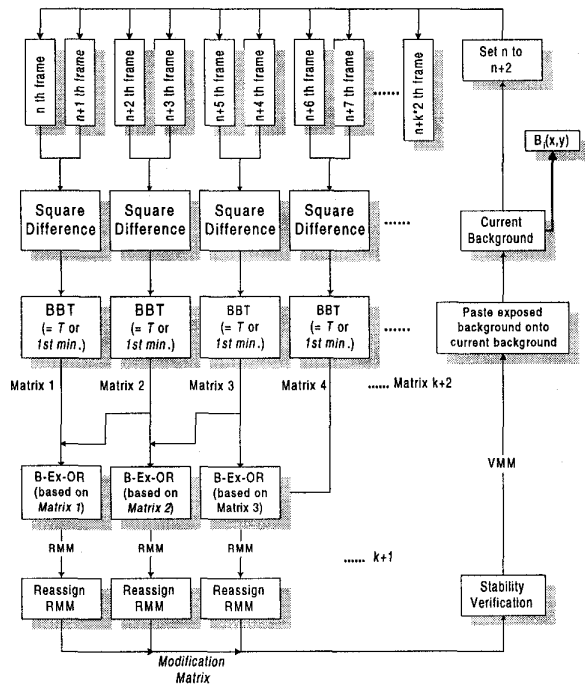 n th frame
n+1 th frame
n+2 th frame
n+3 th frame
n+5 th frame
n+4 th frame
n+6 th frame
n+7 th frame
......
n+k*2 th frame
Set n to
n+2
Bi(x,y)
Square
Difference
Square
Difference
Square
Difference
Square
Difference
......
Current
Background
BBT
(= T or
1st min.)
BBT
(= T or
1st min.)
BBT
(= T or
1st min.)
BBT
(= T or
1st min.)
......
Paste exposed
background onto
current background
Matrix 1
Matrix 2
Matrix 3
Matrix 4
...... Matrix k+2
VMM
B-Ex-OR
(based on
Matrix 1)
B-Ex-OR
(based on
Matrix 2)
B-Ex-OR
(based on
Matrix 3)
RMM
RMM
RMM
...... k+1
Reassign
RMM
Reassign
RMM
Reassign
RMM
Stability
Verification
Modification
Matrix